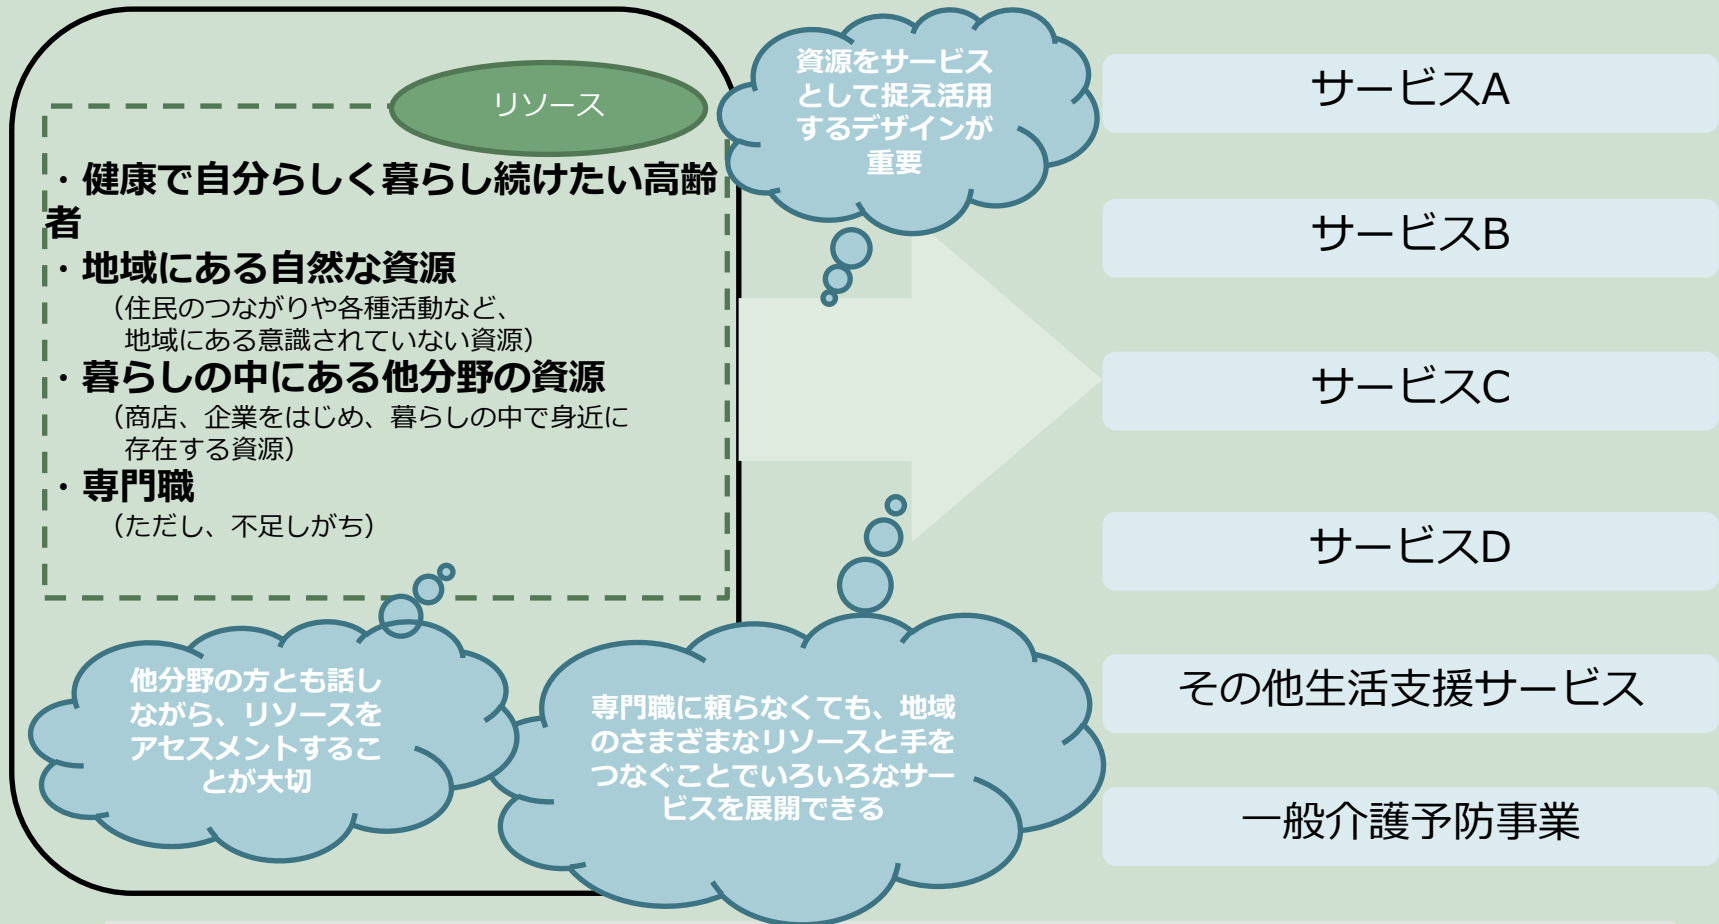 リソース
・健康で自分らしく暮らし続けたい高齢
者
・地域にある自然な資源
（住民のつながりや各種活動など、
地域にある意識されていない資源）
・暮らしの中にある他分野の資源
（商店、企業をはじめ、暮らしの中で身近に
存在する資源）
・専門職
（ただし、不足しがち）
他分野の方とも話し
ながら、リソースを
アセスメントするこ
とが大切
資源をサービス
として捉え活用
するデザインが
重要
専門職に頼らなくても、地域
のさまざまなリソースと手を
つなぐことでいろいろなサー
ビスを展開できる
サービスA
サービスB
サービスC
サービスD
その他生活支援サービス
一般介護予防事業